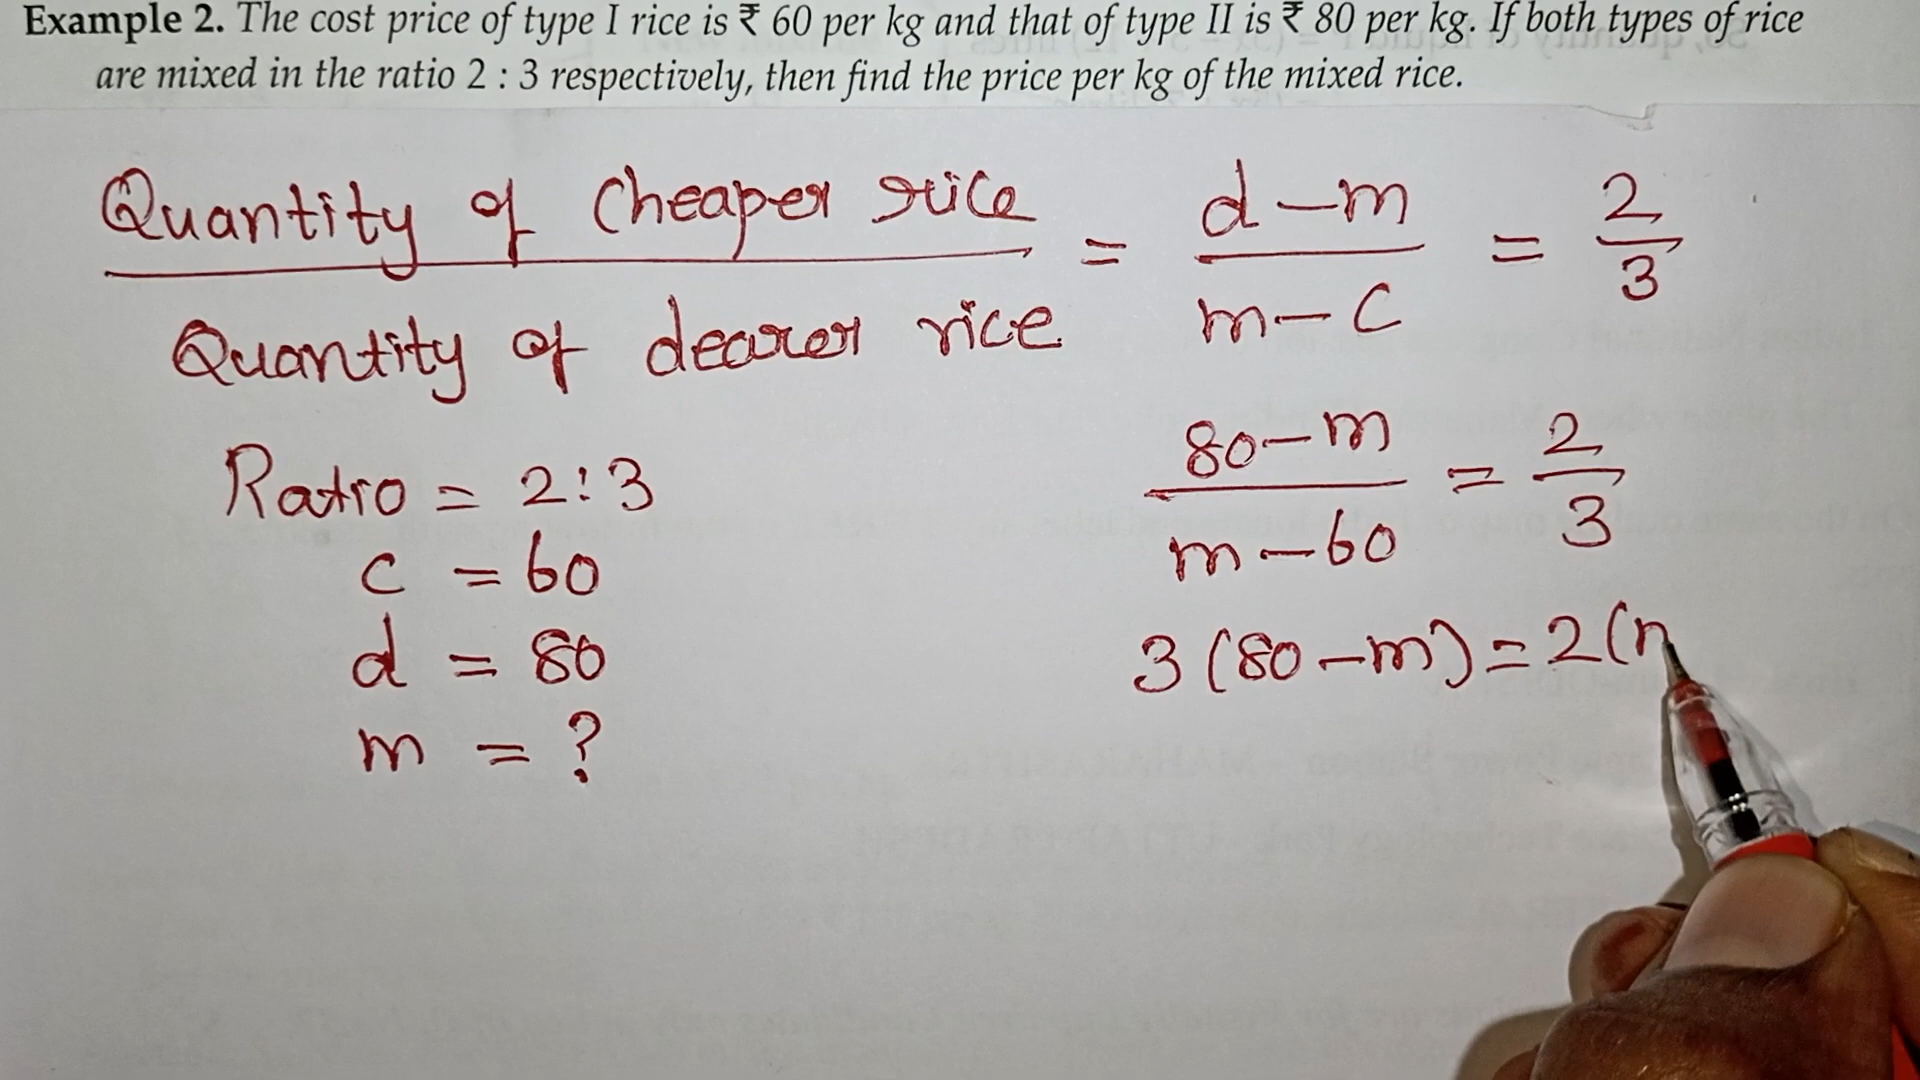 Example 2. The cost price of type I rice is ₹ 60 per kg and that of type II is ₹ 80 per kg. If both types of rice
are mixed in the ratio 2 : 3 respectively, then find the price per kg of the mixed rice.
Quantity of Cheaper rice / Quantity of dearer rice = d - m / m - c = 2 / 3
Ratio = 2 : 3
c = 60
d = 80
m = ?
80 - m / m - 60 = 2 / 3
3 (80 - m) = 2 (